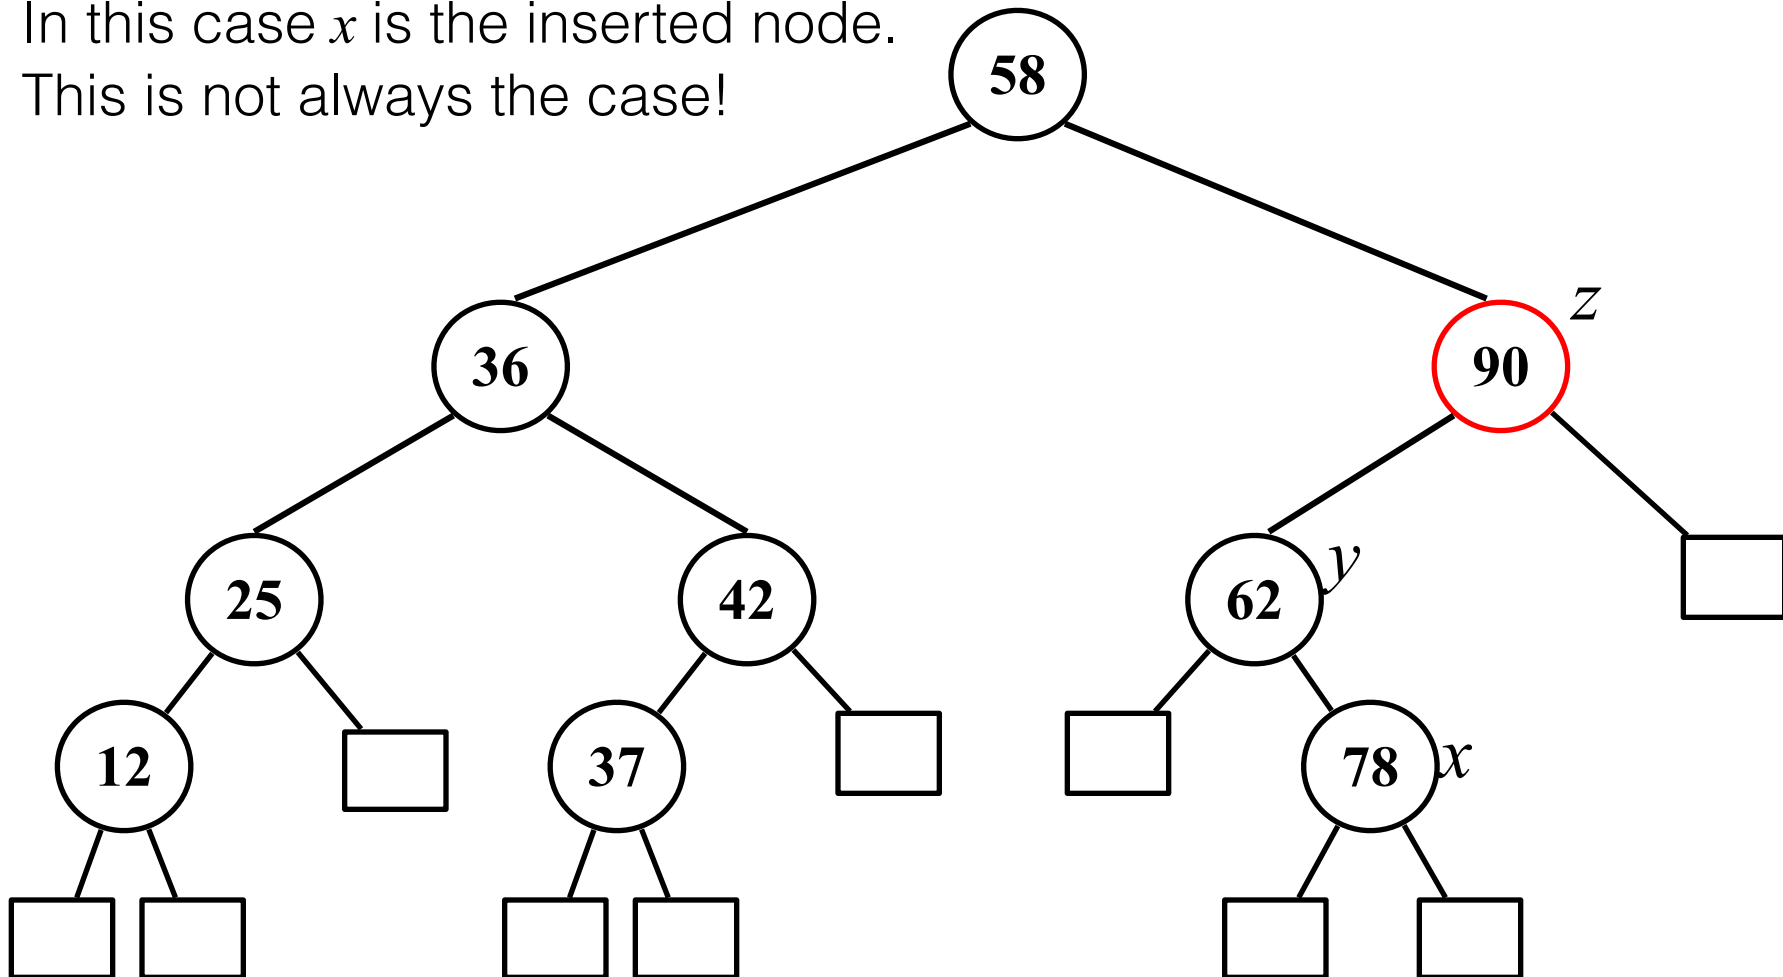 In this case x is the inserted node.
This is not always the case!
58
36
90
z
25
42
62
y
12
37
78
x